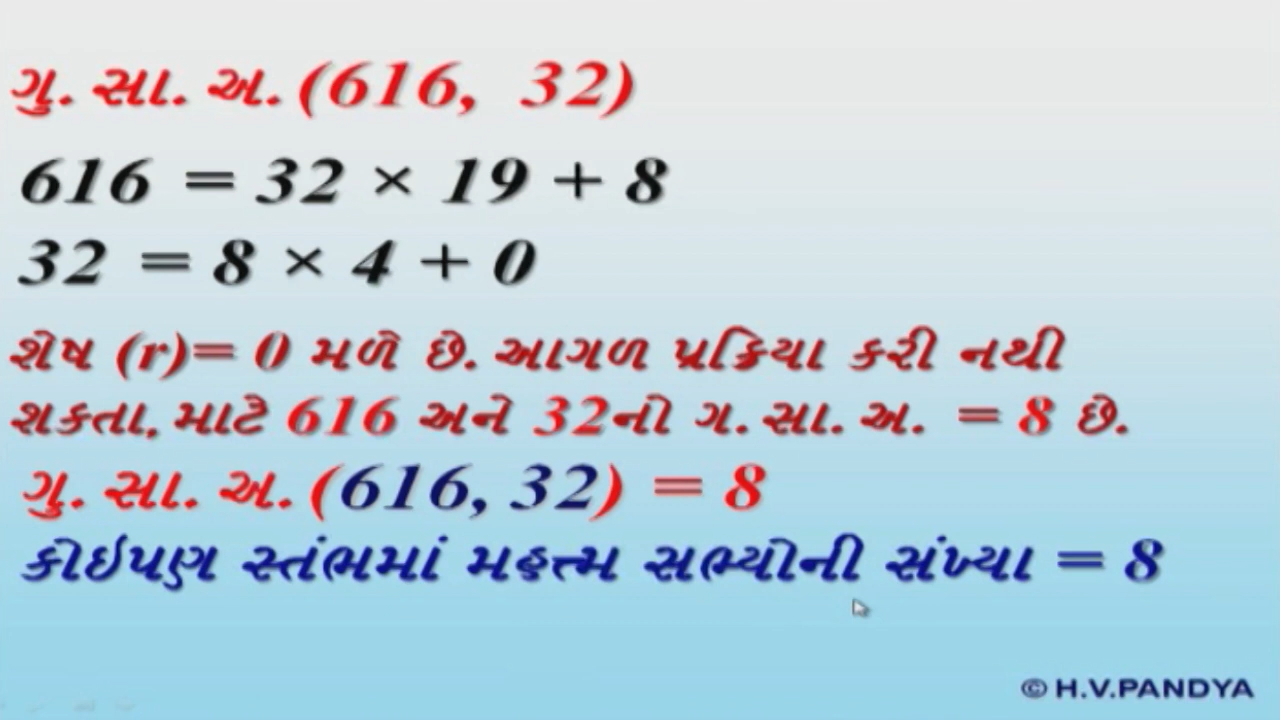 ગુ. સા. અ. (616, 32)
616 = 32 × 19 + 8
32 = 8 × 4 + 0
શેષ (r)= 0 મળે છે. આગળ પ્રક્રિયા કરી નથી
શકતા, માટે 616 અને 32નો ગ. સા. અ. = 8 છે.
ગુ. સા. અ. (616, 32) = 8
કોઈપણ સ્તંભમાં મહત્ત્મ સભ્યોની સંખ્યા = 8
© H.V.PANDYA